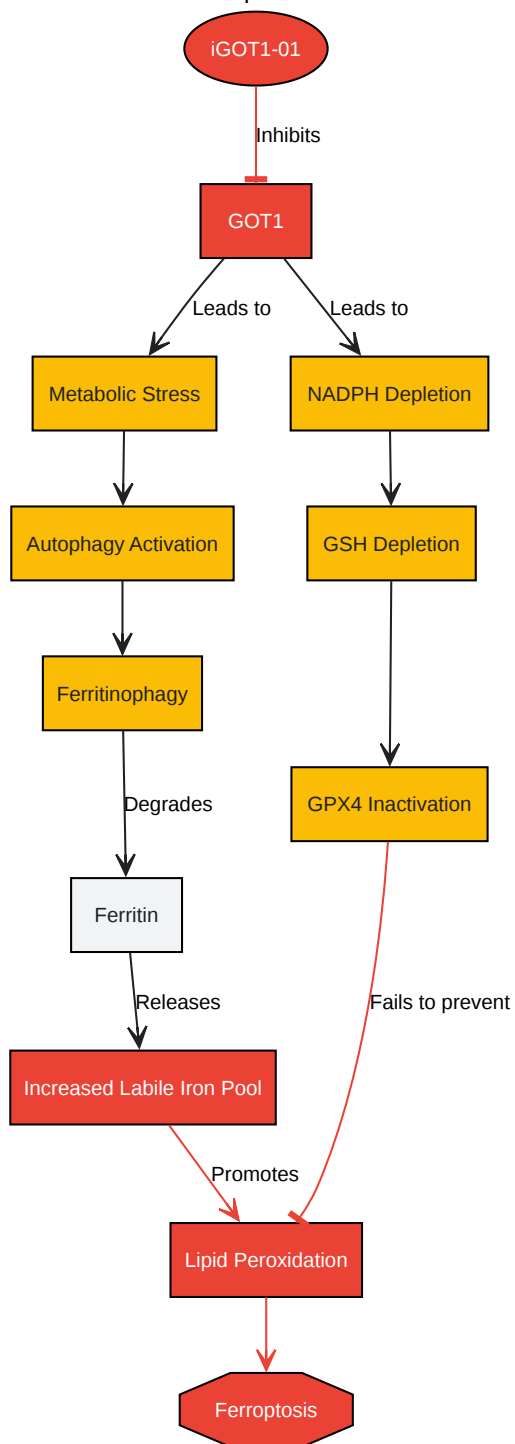 iGOT1-01
Inhibits
GOT1
Leads to
Leads to
Metabolic Stress
NADPH Depletion
Autophagy Activation
GSH Depletion
Ferritinophagy
Degrades
GPX4 Inactivation
Ferritin
Releases
Fails to prevent
Increased Labile Iron Pool
Promotes
Lipid Peroxidation
Ferroptosis